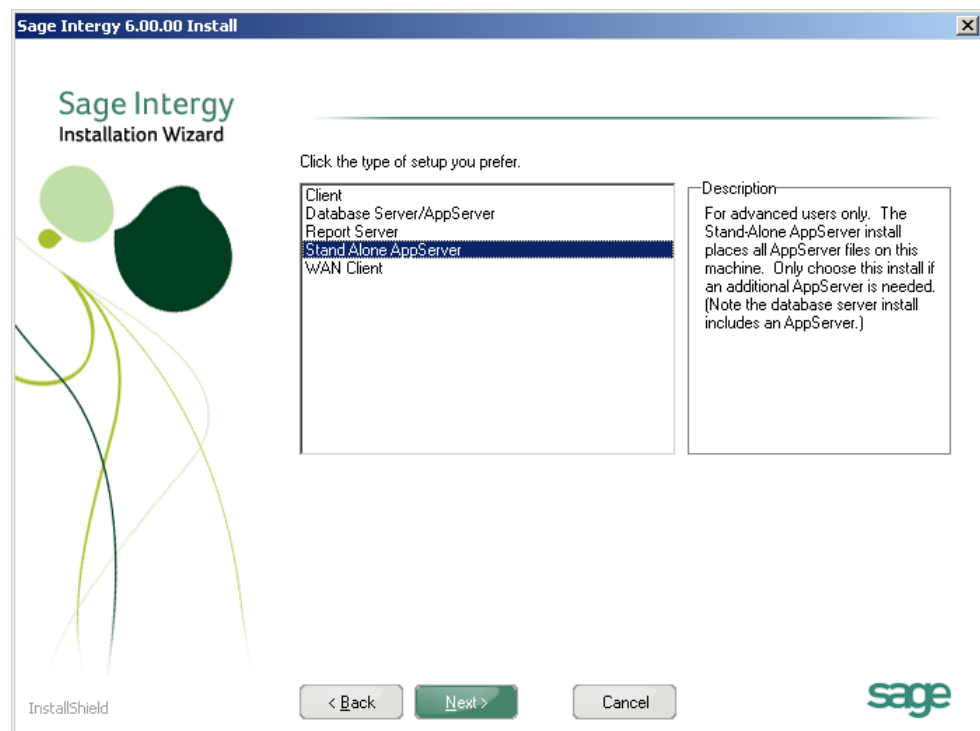 Sage Intergy 6.00.00 Install
Sage Intergy
Installation Wizard
Click the type of setup you prefer.
Client
Database Server/AppServer
Report Server
Stand Alone AppServer
WAN Client
Description
For advanced users only. The
Stand-Alone AppServer install
places all AppServer files on this
machine. Only choose this install if
an additional AppServer is needed.
(Note the database server install
includes an AppServer.)
InstallShield
< Back
Next >
Cancel
sage